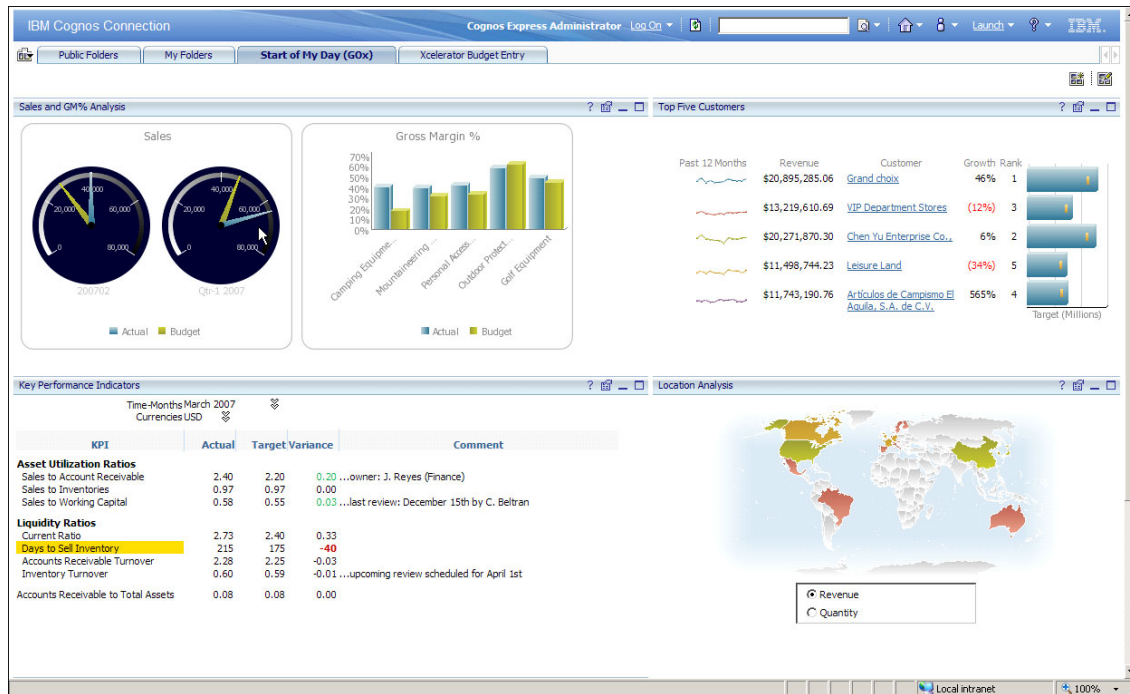 IBM Cognos Connection
Cognos Express Administrator Log On Launch ? IBM.
Public Folders My Folders Start of My Day (GOx) Xcelerator Budget Entry
Sales and GM% Analysis ?
Sales
40,000 40,000
20,000 60,000 20,000 60,000
0 80,000 0 80,000
200702 Qtr-1 2007
Actual Budget
Gross Margin %
70%
60%
50%
40%
30%
20%
10%
0%
Camping Equipme...
Mountaineering ...
Personal Access...
Outdoor Protect...
Golf Equipment
Actual Budget
Top Five Customers ?
Past 12 Months Revenue Customer Growth Rank
$20,895,285.06 Grand choix 46% 1
$13,219,610.69 VIP Department Stores (12%) 3
$20,271,870.30 Chen Yu Enterprise Co., 6% 2
$11,498,744.23 Leisure Land (34%) 5
$11,743,190.76 Artículos de Campismo El 565% 4
Aguila, S.A. de C.V.
Target (Millions)
Key Performance Indicators ?
Time-Months March 2007
Currencies USD
KPI Actual Target Variance Comment
Asset Utilization Ratios
Sales to Account Receivable 2.40 2.20 0.20 ...owner: J. Reyes (Finance)
Sales to Inventories 0.97 0.97 0.00
Sales to Working Capital 0.58 0.55 0.03 ...last review: December 15th by C. Beltran
Liquidity Ratios
Current Ratio 2.73 2.40 0.33
Days to Sell Inventory 215 175 -40
Accounts Receivable Turnover 2.28 2.25 -0.03
Inventory Turnover 0.60 0.59 -0.01 ...upcoming review scheduled for April 1st
Accounts Receivable to Total Assets 0.08 0.08 0.00
Location Analysis ?
Revenue
Quantity
Local intranet 100%